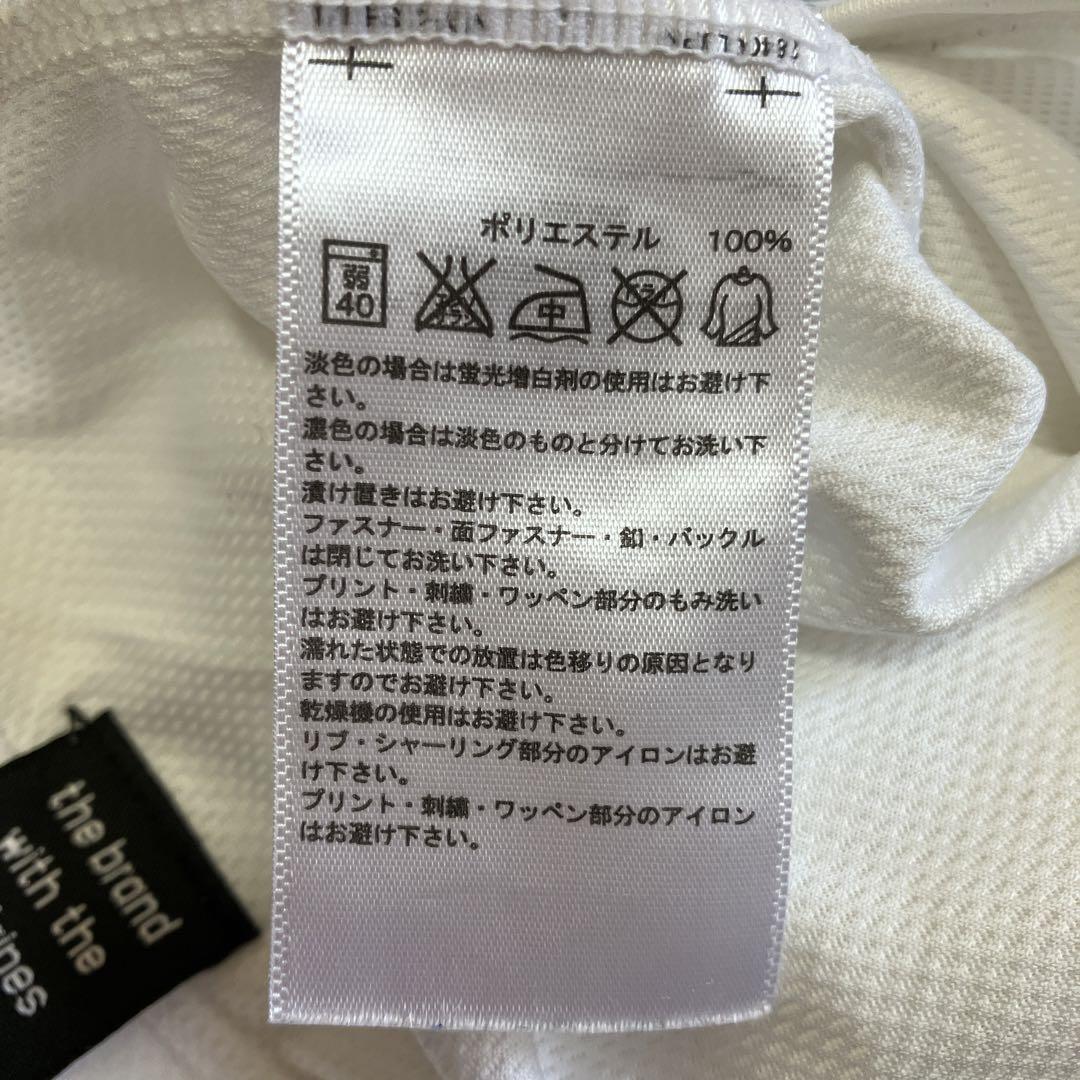 ポリエステル 100%
弱
40
中
淡色の場合は蛍光増白剤の使用はお避け下
さい。
濃色の場合は淡色のものと分けてお洗い下
さい。
漬け置きはお避け下さい。
ファスナー・面ファスナー・釦・バックル
は閉じてお洗い下さい。
プリント・刺繍・ワッペン部分のもみ洗い
はお避け下さい。
濡れた状態での放置は色移りの原因となり
ますのでお避け下さい。
乾燥機の使用はお避け下さい。
リブ・シャーリング部分のアイロンはお避
け下さい。
プリント・刺繍・ワッペン部分のアイロン
はお避け下さい。
the brand
with the